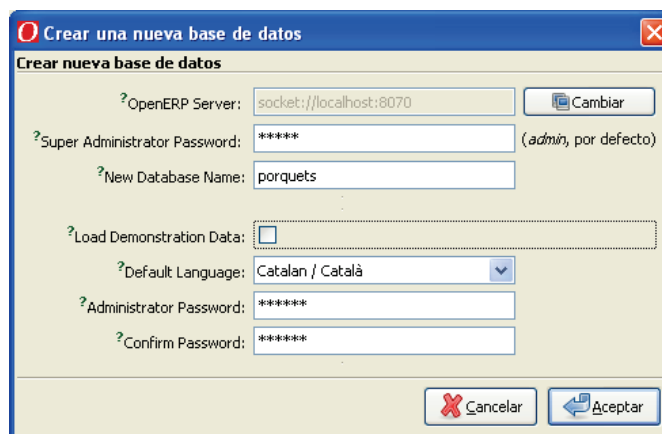 Crear una nueva base de datos
Crear nueva base de datos
?OpenERP Server: socket://localhost:8070 Cambiar
?Super Administrator Password: ***** (admin, por defecto)
?New Database Name: porquets
?Load Demonstration Data:
?Default Language: Catalan / Català
?Administrator Password: ******
?Confirm Password: ******
Cancelar Aceptar